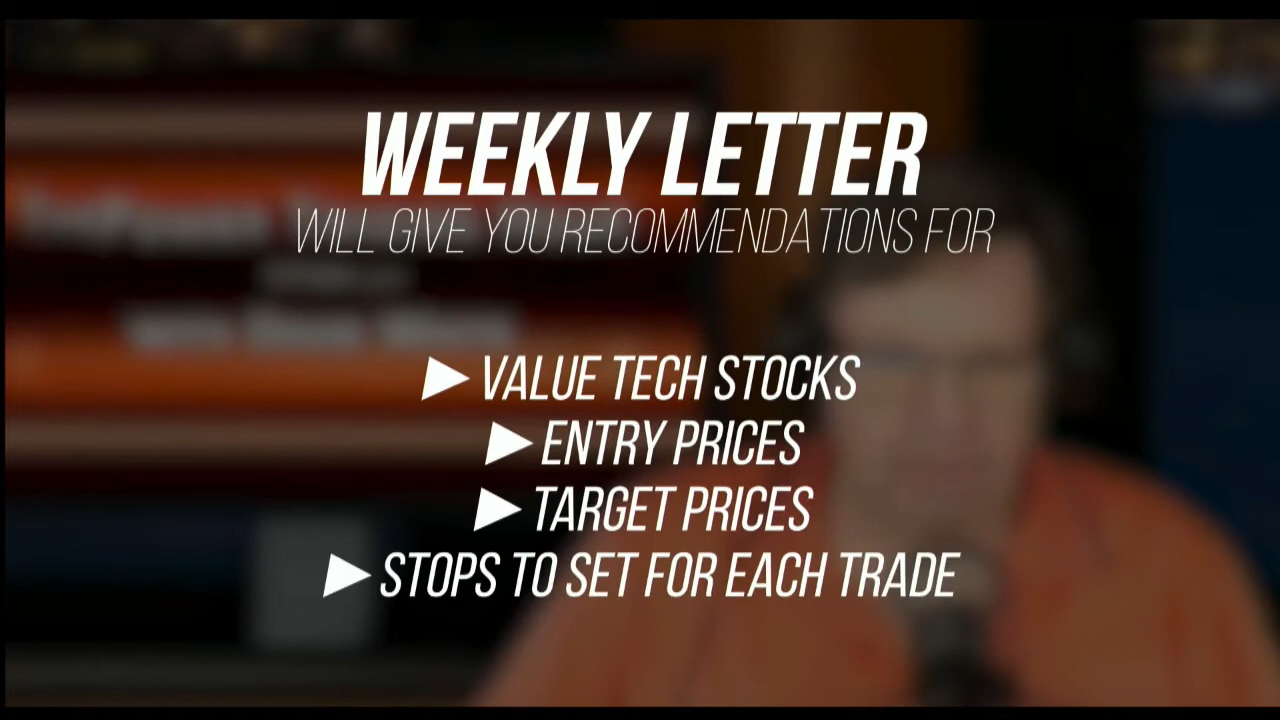 WEEKLY LETTER
WILL GIVE YOU RECOMMENDATIONS FOR
▶ VALUE TECH STOCKS
▶ ENTRY PRICES
▶ TARGET PRICES
▶ STOPS TO SET FOR EACH TRADE